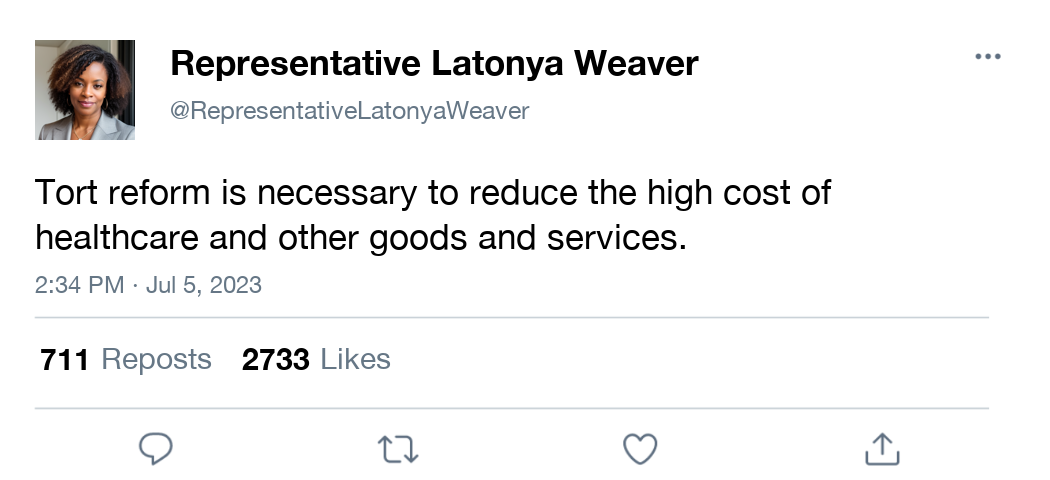 Representative Latonya Weaver
@RepresentativeLatonyaWeaver
Tort reform is necessary to reduce the high cost of
healthcare and other goods and services.
2:34 PM · Jul 5, 2023
711 Reposts 2733 Likes